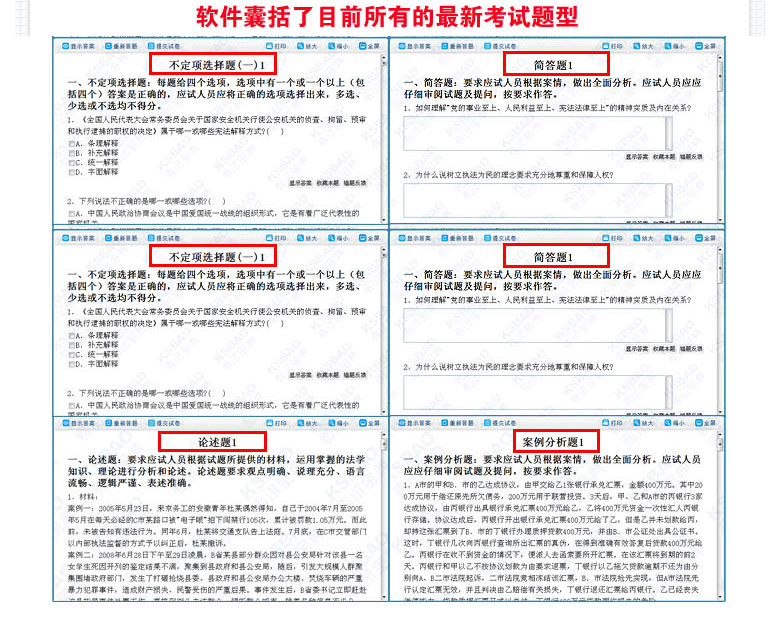 软件囊括了目前所有的最新考试题型
显示答案 重新答题 提交试卷 打印 放大 缩小 全屏
不定项选择题(一)1
一、不定项选择题：每题给四个选项，选项中有一个或一个以上（包
括四个）答案是正确的，应试人员应将正确的选项选择出来，多选、
少选或不选均不得分。
1. 《全国人民代表大会常务委员会关于国家安全机关行使公安机关的侦查、拘留、预审
和执行逮捕的职权的决定》属于哪一或哪些宪法解释方式?( )
A. 条理解释
B. 补充解释
C. 统一解释
D. 字面解释
显示答案 收藏本题 错题反馈
2. 下列说法不正确的是哪一或哪些选项?( )
A. 中国人民政治协商会议是中国爱国统一战线的组织形式，它是有着广泛代表性的
显示答案 重新答题 提交试卷 打印 放大 缩小 全屏
简答题1
一、简答题：要求应试人员根据案情，做出全面分析。应试人员应应
仔细审阅试题及提问，按要求作答。
1. 如何理解"党的事业至上、人民利益至上、宪法法律至上"的精神实质及内在关系?
显示答案 收藏本题 错题反馈
2. 为什么说树立执法为民的理念要求充分地尊重和保障人权?
显示答案 重新答题 提交试卷 打印 放大 缩小 全屏
不定项选择题(一)1
一、不定项选择题：每题给四个选项，选项中有一个或一个以上（包
括四个）答案是正确的，应试人员应将正确的选项选择出来，多选、
少选或不选均不得分。
1. 《全国人民代表大会常务委员会关于国家安全机关行使公安机关的侦查、拘留、预审
和执行逮捕的职权的决定》属于哪一或哪些宪法解释方式?( )
A. 条理解释
B. 补充解释
C. 统一解释
D. 字面解释
显示答案 收藏本题 错题反馈
2. 下列说法不正确的是哪一或哪些选项?( )
A. 中国人民政治协商会议是中国爱国统一战线的组织形式，它是有着广泛代表性的
显示答案 重新答题 提交试卷 打印 放大 缩小 全屏
简答题1
一、简答题：要求应试人员根据案情，做出全面分析。应试人员应应
仔细审阅试题及提问，按要求作答。
1. 如何理解"党的事业至上、人民利益至上、宪法法律至上"的精神实质及内在关系?
显示答案 收藏本题 错题反馈
2. 为什么说树立执法为民的理念要求充分地尊重和保障人权?
显示答案 重新答题 提交试卷 打印 放大 缩小 全屏
论述题1
一、论述题：要求应试人员根据试题所提供的材料，运用掌握的法学
知识、理论进行分析和论述。论述题要求观点明确、说理充分、语言
流畅、逻辑严谨、表述准确。
1. 材料：
案例一：2005年5月23日，来京务工的安徽青年杜某偶然得知，自己于2004年7月至2005
年5月在每天必经的C市某路口被"电子眼"拍下闯禁行105次，累计被罚款1.05万元。而此
前，未被告知有违法行为。同年6月，杜某将交通支队告上法庭。7月底，在C市交管部门
以内部执法监督的方式予以纠正后，杜某撤诉。
案例二：2008年6月28日下午至29日凌晨，B省某县部分群众因对县公安局针对该县一名
女学生死因开列的鉴定结果不满，聚集到县政府和县公安局，随后，引发大规模人群聚
集围堵政府部门，发生了打砸抢烧县委、县政府和县公安局办公大楼、焚烧车辆的严重
暴力犯罪事件，造成财产损失，民警受伤的严重后果。事件发生后，B省委书记立即赶赴
显示答案 重新答题 提交试卷 打印 放大 缩小 全屏
案例分析题1
一、案例分析题：要求应试人员根据案情，做出全面分析。应试人员
应应仔细审阅试题及提问，按要求作答。
1. A市的甲和B. 市的乙达成协议，由甲交给乙1张银行承兑汇票，金额400万元。其中20
0万元用于偿还原先所欠债务，200万元用于联营投资。3天后，甲、乙和A市的丙银行3家
达成协议，由丙银行出具银行承兑汇票400万元给乙，乙将400万元资金一次性汇入丙银
行存储。协议达成后，丙银行开出银行承兑汇票400万元给了乙，但是乙并未划款给丙，
却持这张汇票到了B. 市的丁银行办理质押贷款400万元，并由B. 市公证处出具公证书。
这时，丁银行几次向丙银行查询所出汇票的真伪，在得到准确有效答复后贷款400万元给
乙。丙银行在收不到资金的情况下，便派人去函索要所开汇票。在该汇票将到期的前2
天，丙银行和甲以乙不按协议划款为由要求退票，丁银行以乙拖欠贷款逾期不还为由分
别向A、B二市法院起诉，二市法院竟相冻结该汇票。B. 市法院抢先实现，但A市法院先
行认定汇票无效，并且判决由乙赔偿有关损失，丁银行退还汇票给丙银行。乙已经丧失